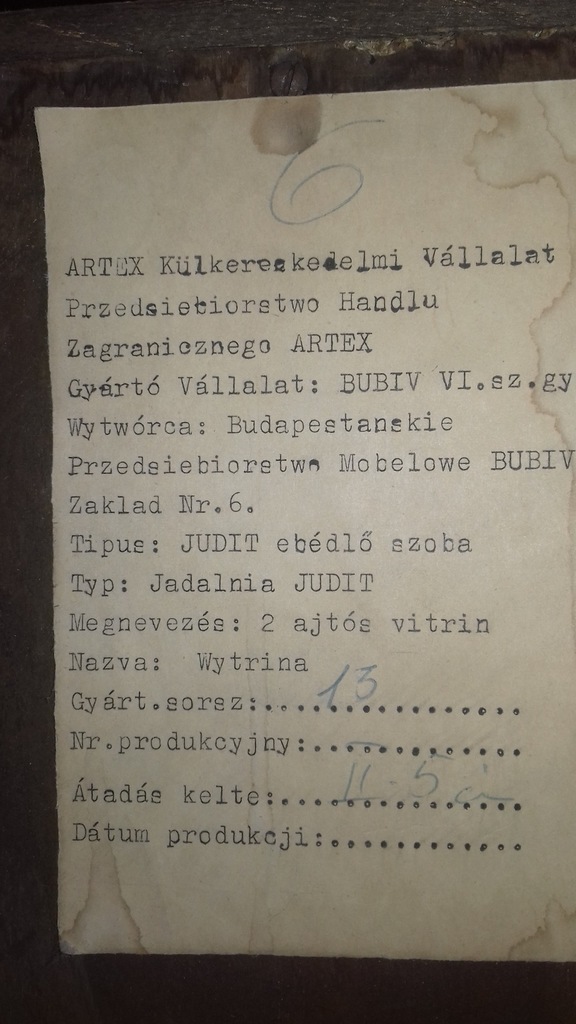 6
ARTEX Külkereskedelmi Vállalat
Przedsiebiorstwo Handlu
Zagranicznego ARTEX
Gyártó Vállalat: BUBIV VI.sz.gy
Wytwórca: Budapestanskie
Przedsiebiorstwo Mobelowe BUBIV
Zaklad Nr.6.
Tipus: JUDIT ebédlő szoba
Typ: Jadalnia JUDIT
Megnevezés: 2 ajtós vitrin
Nazva: Wytrina
Gyárt.sorsz:....13............
Nr.produkcyjny:..............
Átadás kelte:.................
Dátum produkcji:.............